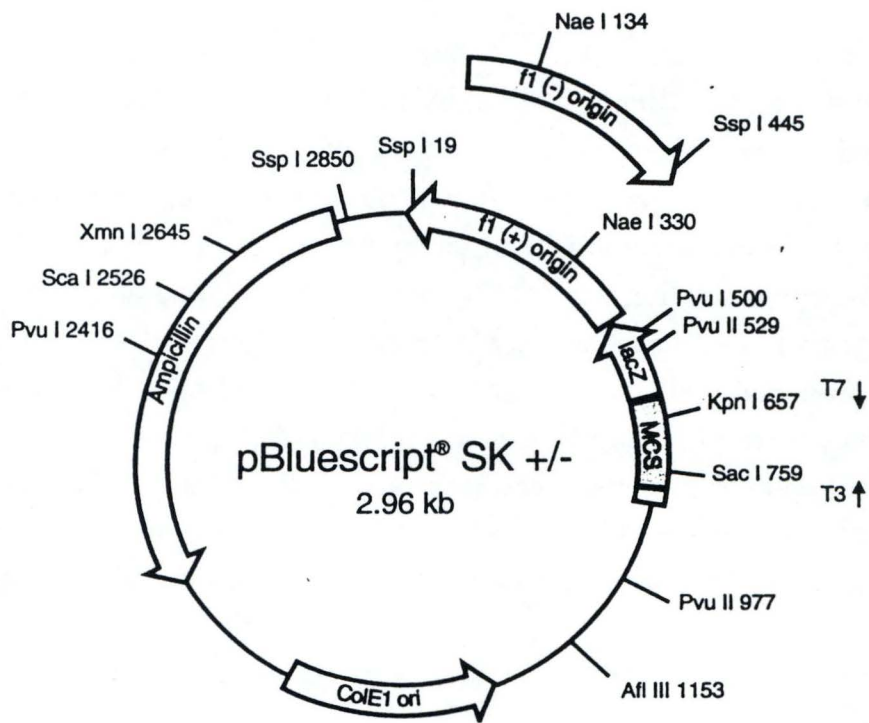 Nae I 134
f1 (-) origin
Ssp I 445
Ssp I 19
Ssp I 2850
Nae I 330
f1 (+) origin
Xmn I 2645
Sca I 2526
Pvu I 2416
Ampicillin
Pvu I 500
Pvu II 529
lacZ
Kpn I 657
T7 ↓
MCS
Sac I 759
T3 ↑
pBluescript® SK +/-
2.96 kb
Pvu II 977
Afl III 1153
ColE1 ori